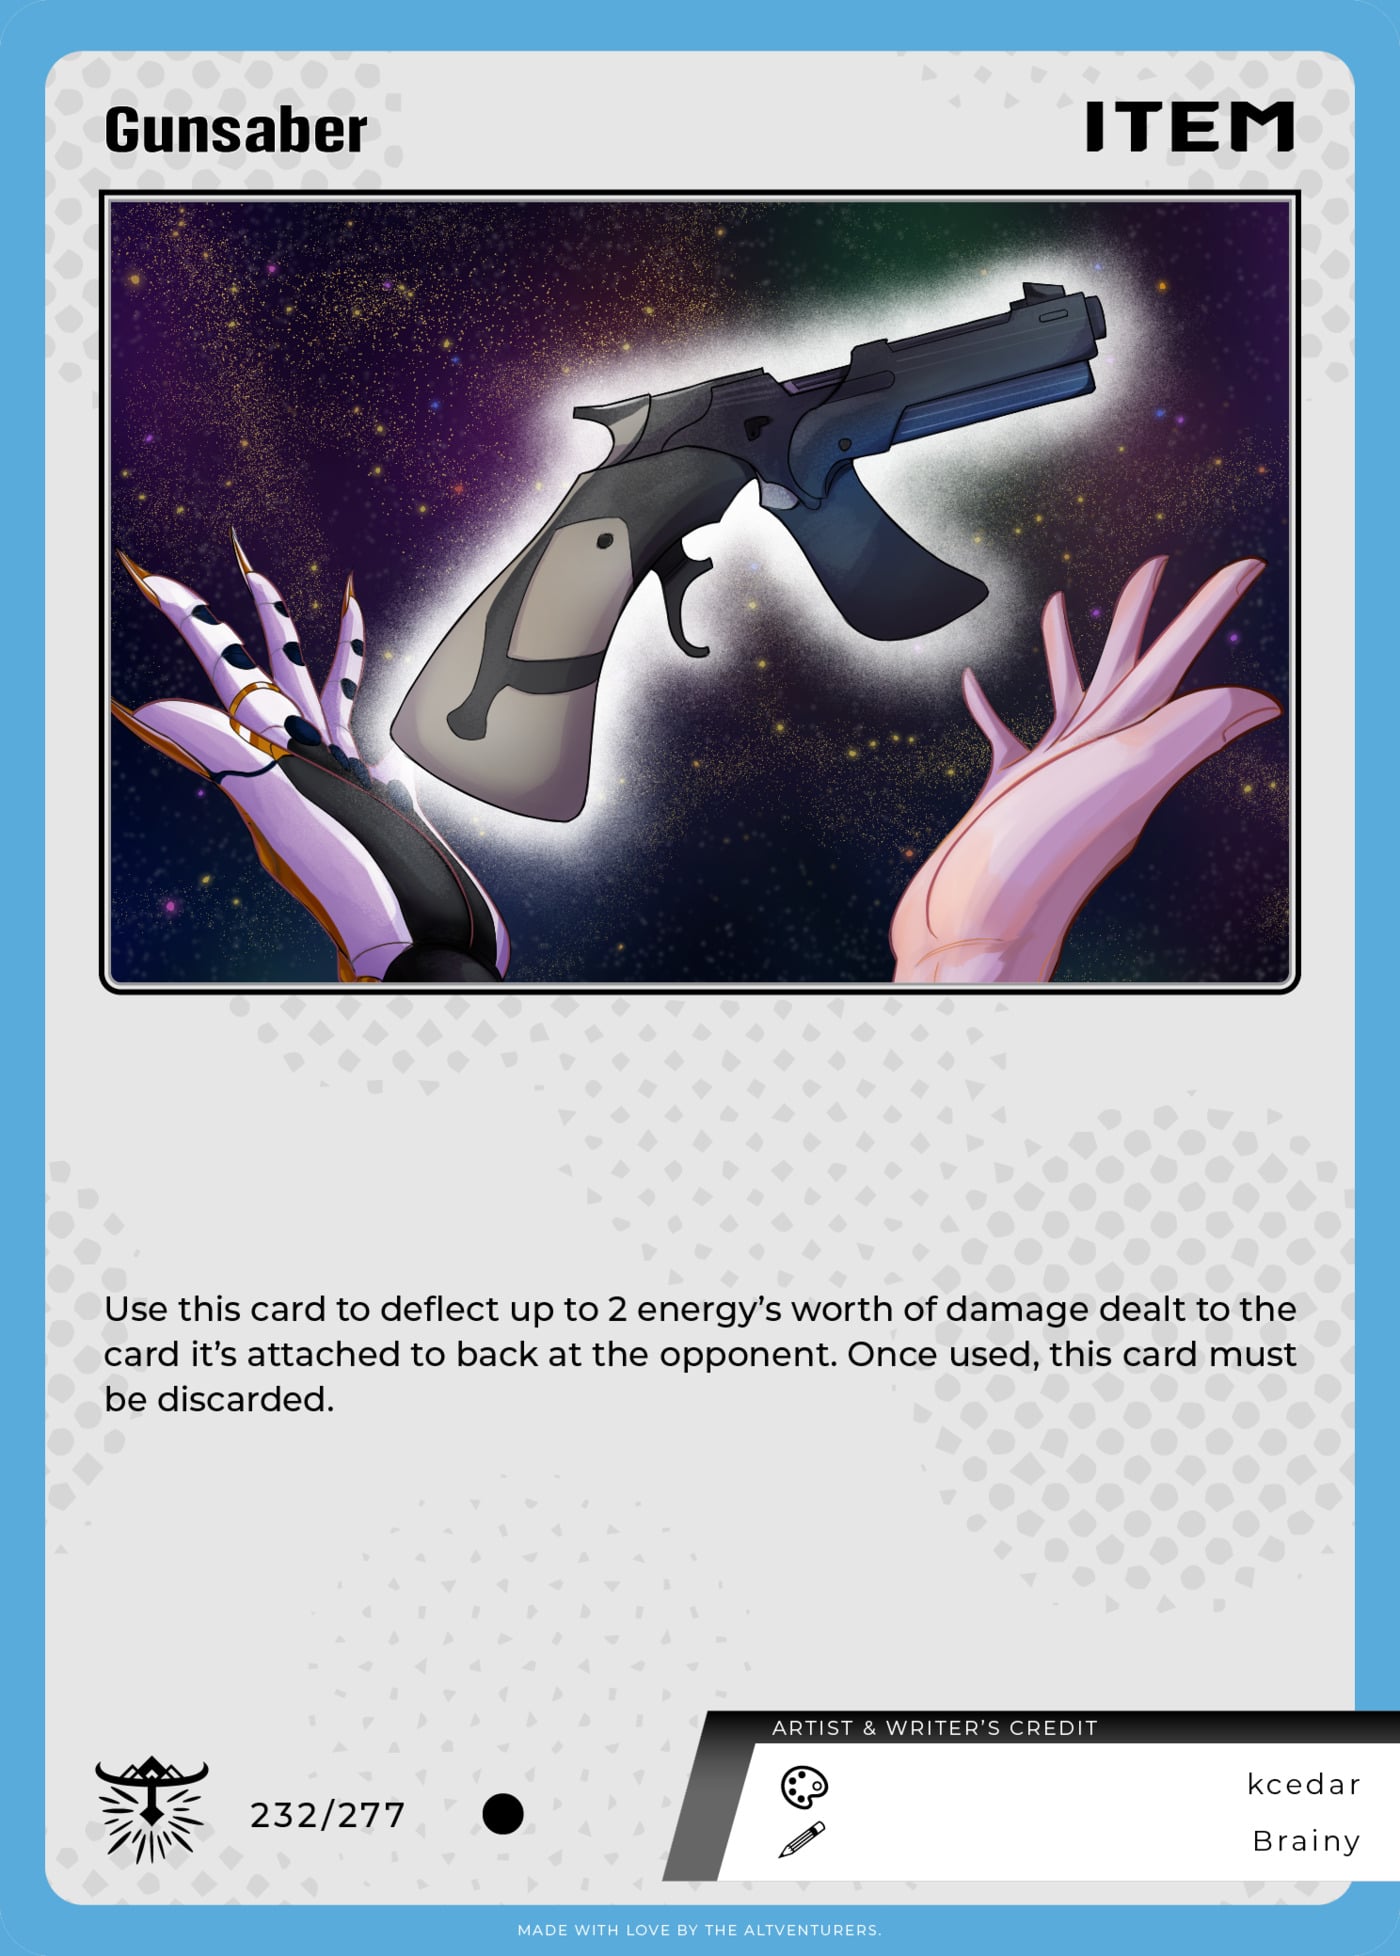 Gunsaber
ITEM
Use this card to deflect up to 2 energy’s worth of damage dealt to the
card it’s attached to back at the opponent. Once used, this card must
be discarded.
ARTIST & WRITER’S CREDIT
kcedar
Brainy
232/277
MADE WITH LOVE BY THE ALTVENTURERS.